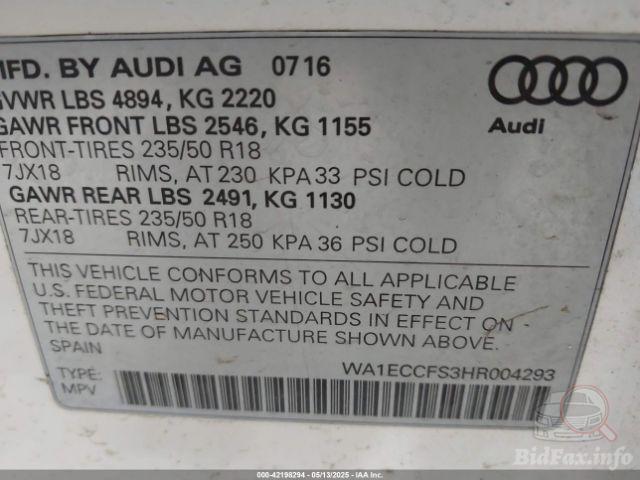 MFD. BY AUDI AG 0716
GVWR LBS 4894, KG 2220
GAWR FRONT LBS 2546, KG 1155
FRONT-TIRES 235/50 R18
7JX18 RIMS, AT 230 KPA 33 PSI COLD
GAWR REAR LBS 2491, KG 1130
REAR-TIRES 235/50 R18
7JX18 RIMS, AT 250 KPA 36 PSI COLD
Audi
THIS VEHICLE CONFORMS TO ALL APPLICABLE
U.S. FEDERAL MOTOR VEHICLE SAFETY AND
THEFT PREVENTION STANDARDS IN EFFECT ON
THE DATE OF MANUFACTURE SHOWN ABOVE.
SPAIN
WA1ECCFS3HR004293
TYPE:
MPV
BidFax.info
000-42198294 - 05/13/2025 - IAA Inc.